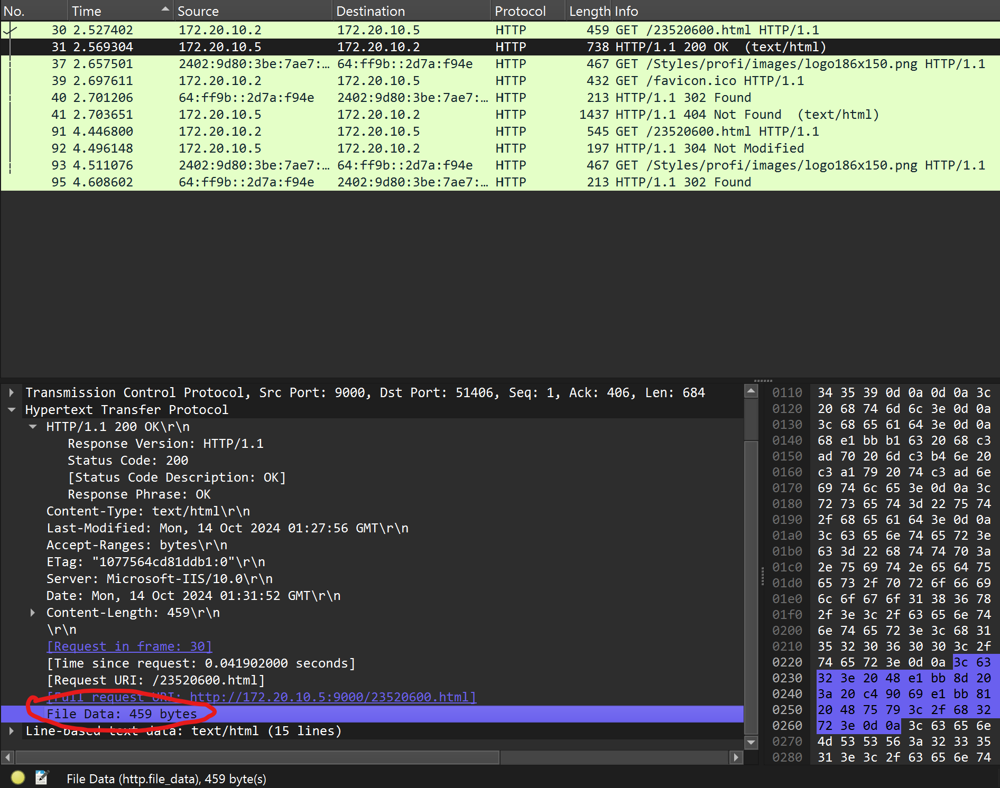 No. Time Source Destination Protocol Length Info
30 2.527402 172.20.10.2 172.20.10.5 HTTP 459 GET /23520600.html HTTP/1.1
31 2.569304 172.20.10.5 172.20.10.2 HTTP 738 HTTP/1.1 200 OK (text/html)
37 2.657501 2402:9d80:3be:7ae7:… 64:ff9b::2d7a:f94e HTTP 467 GET /Styles/profi/images/logo186x150.png HTTP/1.1
39 2.697611 172.20.10.2 172.20.10.5 HTTP 432 GET /favicon.ico HTTP/1.1
40 2.701206 64:ff9b::2d7a:f94e 2402:9d80:3be:7ae7:… HTTP 213 HTTP/1.1 302 Found
41 2.703651 172.20.10.5 172.20.10.2 HTTP 1437 HTTP/1.1 404 Not Found (text/html)
91 4.446800 172.20.10.2 172.20.10.5 HTTP 545 GET /23520600.html HTTP/1.1
92 4.496148 172.20.10.5 172.20.10.2 HTTP 197 HTTP/1.1 304 Not Modified
93 4.511076 2402:9d80:3be:7ae7:… 64:ff9b::2d7a:f94e HTTP 467 GET /Styles/profi/images/logo186x150.png HTTP/1.1
95 4.608602 64:ff9b::2d7a:f94e 2402:9d80:3be:7ae7:… HTTP 213 HTTP/1.1 302 Found
Transmission Control Protocol, Src Port: 9000, Dst Port: 51406, Seq: 1, Ack: 406, Len: 684
Hypertext Transfer Protocol
HTTP/1.1 200 OK\r\n
Response Version: HTTP/1.1
Status Code: 200
[Status Code Description: OK]
Response Phrase: OK
Content-Type: text/html\r\n
Last-Modified: Mon, 14 Oct 2024 01:27:56 GMT\r\n
Accept-Ranges: bytes\r\n
ETag: "1077564cd81ddb1:0"\r\n
Server: Microsoft-IIS/10.0\r\n
Date: Mon, 14 Oct 2024 01:31:52 GMT\r\n
Content-Length: 459\r\n
\r\n
[Request in frame: 30]
[Time since request: 0.041902000 seconds]
[Request URI: /23520600.html]
[Full request URI: http://172.20.10.5:9000/23520600.html]
File Data: 459 bytes
Line-based text data: text/html (15 lines)
0110 34 35 39 0d 0a 0d 0a 3c
0120 20 68 74 6d 6c 3e 0d 0a
0130 3c 68 65 61 64 3e 0d 0a
0140 68 e1 bb b1 63 20 68 c3
0150 ad 70 20 6d c3 b4 6e 20
0160 c3 a1 79 20 74 c3 ad 6e
0170 69 74 6c 65 3e 0d 0a 3c
0180 72 73 65 74 3d 22 75 74
0190 2f 68 65 61 64 3e 0d 0a
01a0 3c 63 65 6e 74 65 72 3e
01b0 63 3d 22 68 74 74 70 3a
01c0 2e 75 69 74 2e 65 64 75
01d0 65 73 2f 70 72 6f 66 69
01e0 6c 6f 67 6f 31 38 36 78
01f0 2f 3e 3c 2f 63 65 6e 74
0200 6e 74 65 72 3e 3c 68 31
0210 35 32 30 36 30 30 3c 2f
0220 74 65 72 3e 0d 0a 3c 63
0230 32 3e 20 48 e1 bb 8d 20
0240 3a 20 c4 90 69 e1 bb 81
0250 20 48 75 79 3c 2f 68 32
0260 72 3e 0d 0a 3c 63 65 6e
0270 4d 53 53 56 3a 32 33 35
0280 31 3e 3c 2f 63 65 6e 74
File Data (http.file_data), 459 byte(s)